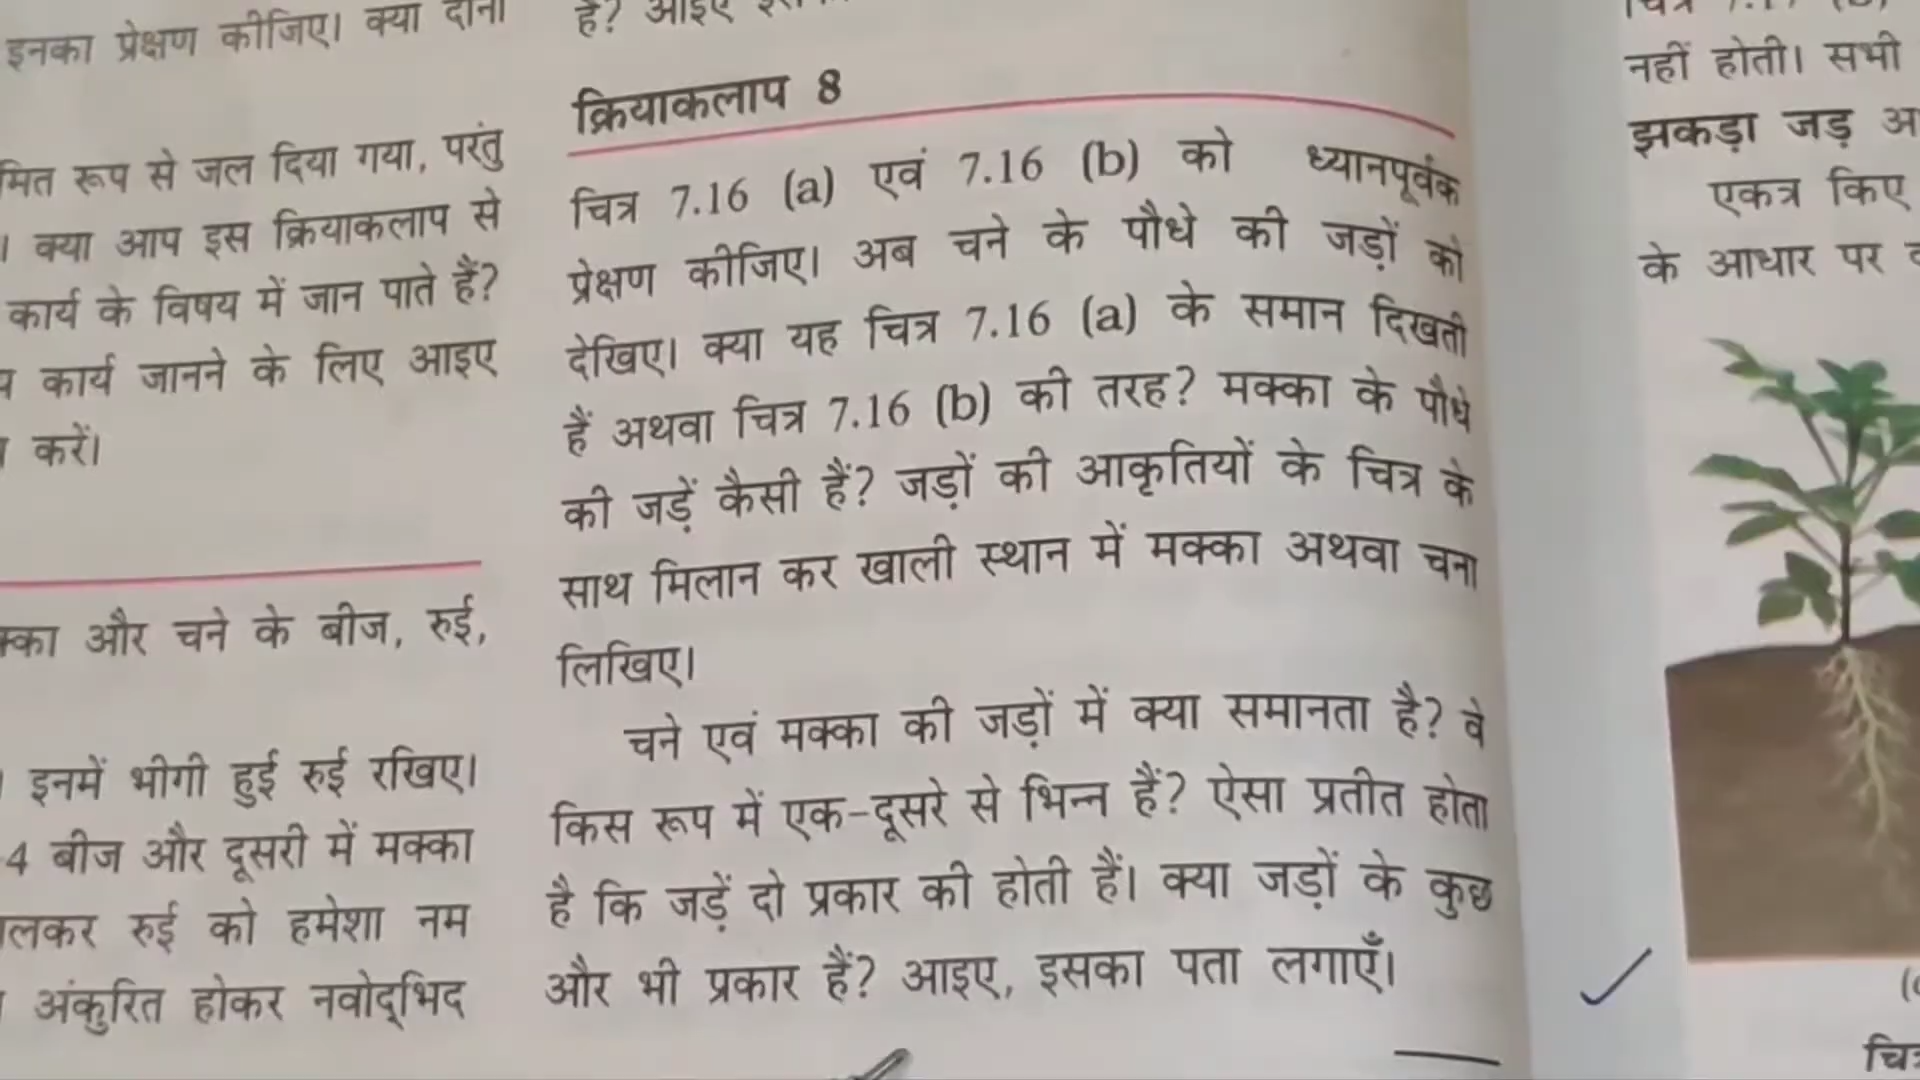 इनका प्रेक्षण कीजिए। क्या दोनों
मित रूप से जल दिया गया, परंतु
। क्या आप इस क्रियाकलाप से
कार्य के विषय में जान पाते हैं?
कार्य जानने के लिए आइए
करें।
और चने के बीज, रुई,
इनमें भीगी हुई रुई रखिए।
4 बीज और दूसरी में मक्का
लकर रुई को हमेशा नम
अंकुरित होकर नवोद्भिद
है? आइए
क्रियाकलाप 8
चित्र 7.16 (a) एवं 7.16 (b) को ध्यानपूर्वक
प्रेक्षण कीजिए। अब चने के पौधे की जड़ों को
देखिए। क्या यह चित्र 7.16 (a) के समान दिखती
हैं अथवा चित्र 7.16 (b) की तरह? मक्का के पौधे
की जड़ें कैसी हैं? जड़ों की आकृतियों के चित्र के
साथ मिलान कर खाली स्थान में मक्का अथवा चना
लिखिए।
चने एवं मक्का की जड़ों में क्या समानता है? वे
किस रूप में एक-दूसरे से भिन्न हैं? ऐसा प्रतीत होता
है कि जड़ें दो प्रकार की होती हैं। क्या जड़ों के कुछ
और भी प्रकार हैं? आइए, इसका पता लगाएँ।
नहीं होती। सभी
झकड़ा जड़
एकत्र किए
के आधार पर